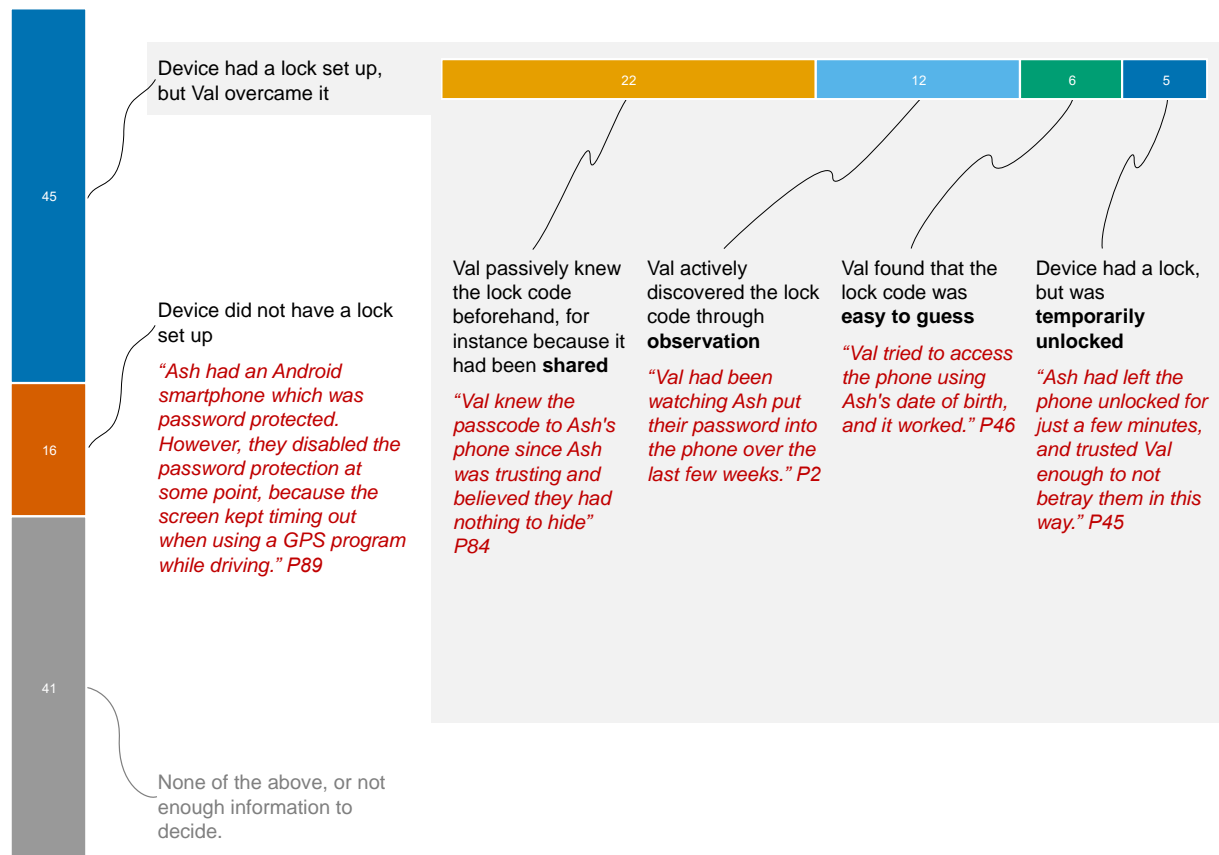 45
16
41
Device had a lock set up,
but Val overcame it
Device did not have a lock
set up
“Ash had an Android
smartphone which was
password protected.
However, they disabled the
password protection at
some point, because the
screen kept timing out
when using a GPS program
while driving.” P89
None of the above, or not
enough information to
decide.
22
12
6
5
Val passively knew
the lock code
beforehand, for
instance because it
had been shared
“Val knew the
passcode to Ash's
phone since Ash
was trusting and
believed they had
nothing to hide”
P84
Val actively
discovered the lock
code through
observation
“Val had been
watching Ash put
their password into
the phone over the
last few weeks.” P2
Val found that the
lock code was
easy to guess
“Val tried to access
the phone using
Ash's date of birth,
and it worked.” P46
Device had a lock,
but was
temporarily
unlocked
“Ash had left the
phone unlocked for
just a few minutes,
and trusted Val
enough to not
betray them in this
way.” P45